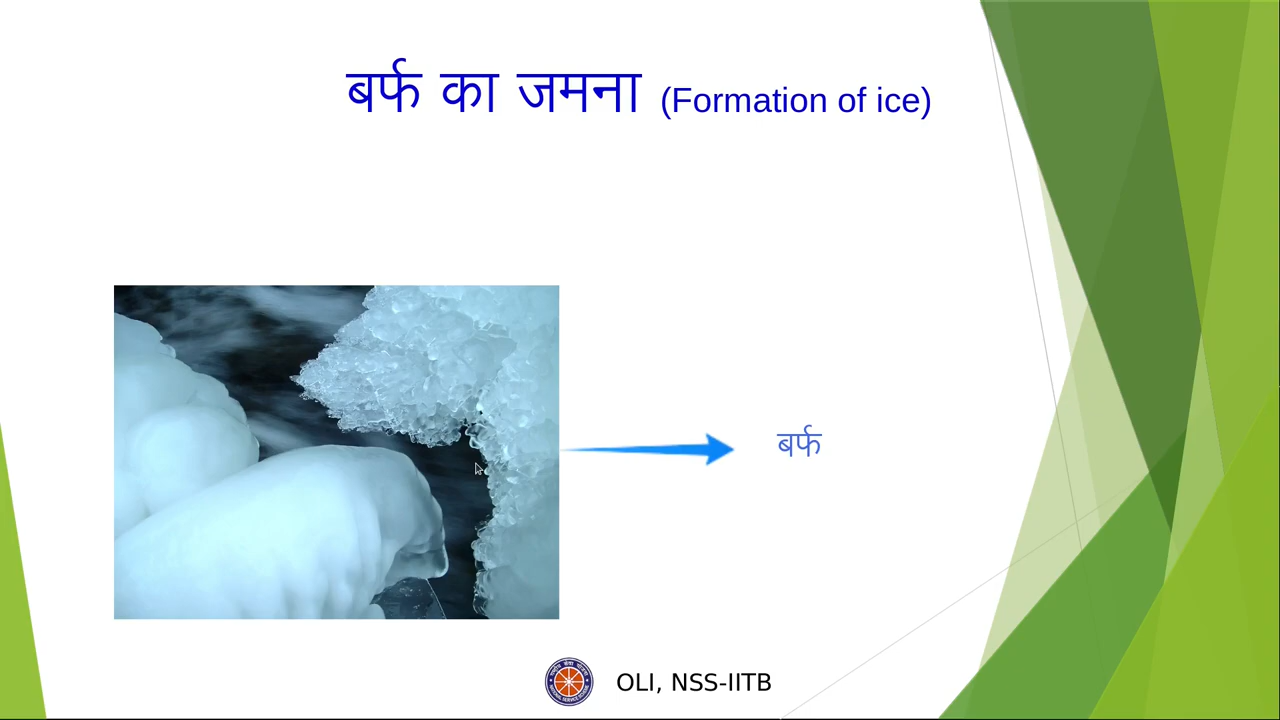 बर्फ का जमना (Formation of ice)
बर्फ
OLI, NSS-IITB